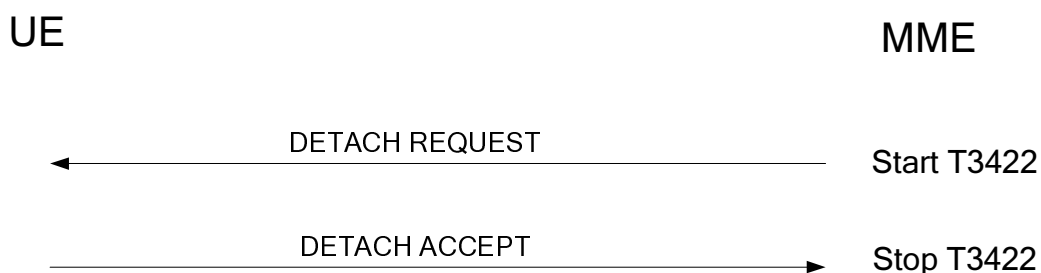 UE
MME
DETACH REQUEST
Start T3422
DETACH ACCEPT
Stop T3422